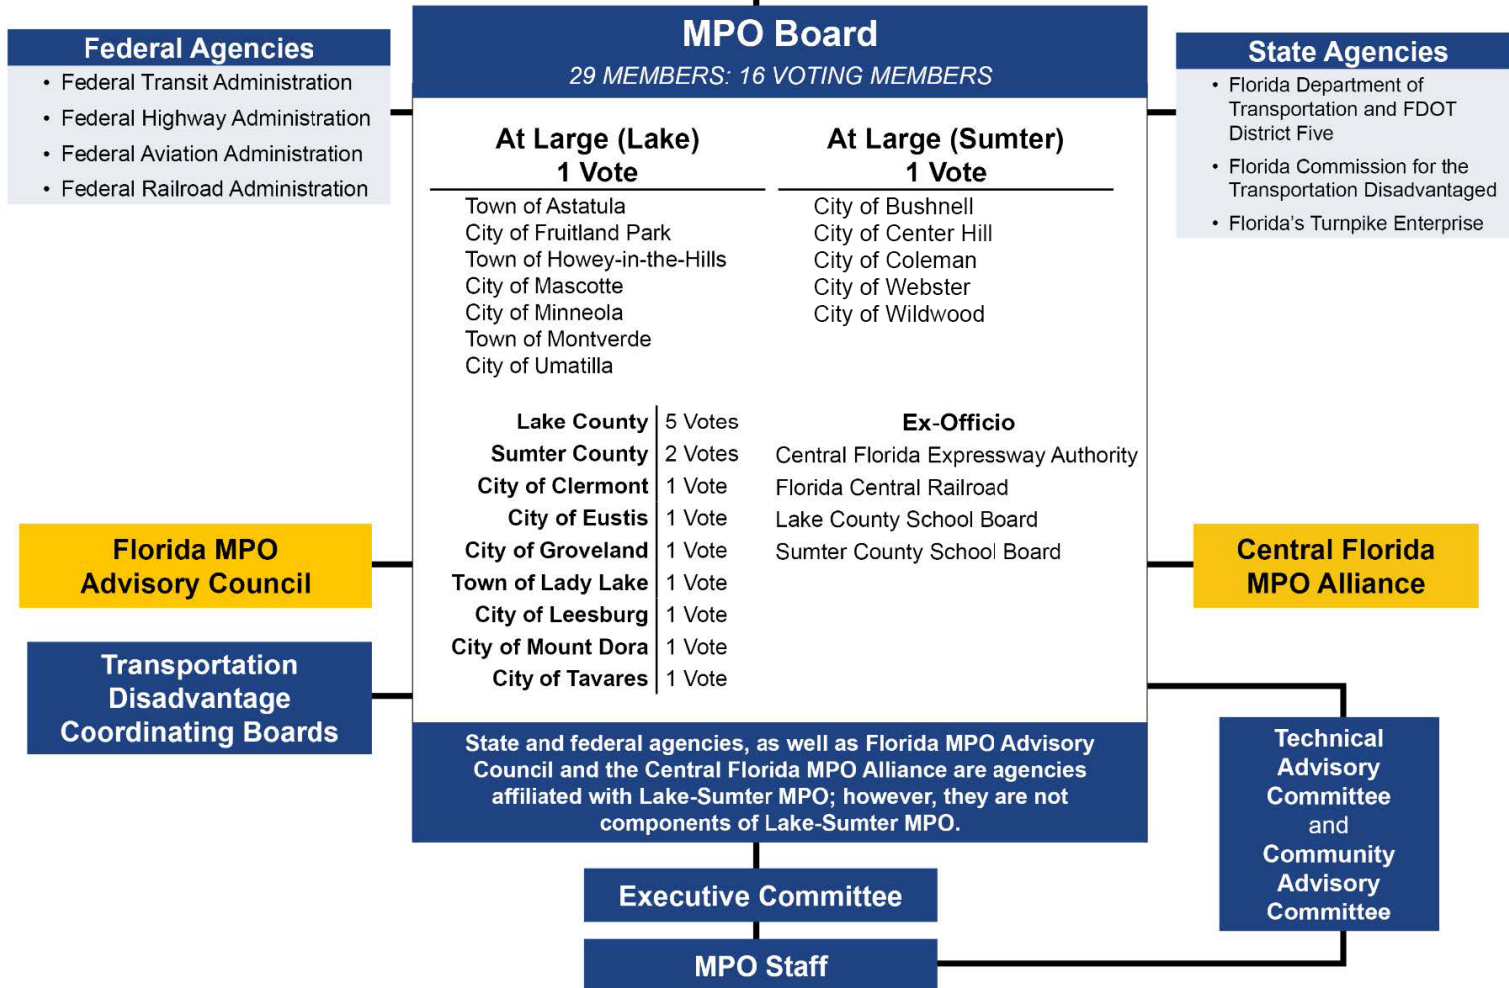 MPO Board
29 MEMBERS: 16 VOTING MEMBERS
Federal Agencies
• Federal Transit Administration
• Federal Highway Administration
• Federal Aviation Administration
• Federal Railroad Administration
State Agencies
• Florida Department of
Transportation and FDOT
District Five
• Florida Commission for the
Transportation Disadvantaged
• Florida's Turnpike Enterprise
At Large (Lake)
1 Vote
Town of Astatula
City of Fruitland Park
Town of Howey-in-the-Hills
City of Mascotte
City of Minneola
Town of Montverde
City of Umatilla
At Large (Sumter)
1 Vote
City of Bushnell
City of Center Hill
City of Coleman
City of Webster
City of Wildwood
Lake County 5 Votes
Sumter County 2 Votes
City of Clermont 1 Vote
City of Eustis 1 Vote
City of Groveland 1 Vote
Town of Lady Lake 1 Vote
City of Leesburg 1 Vote
City of Mount Dora 1 Vote
City of Tavares 1 Vote
Ex-Officio
Central Florida Expressway Authority
Florida Central Railroad
Lake County School Board
Sumter County School Board
Florida MPO
Advisory Council
Central Florida
MPO Alliance
Transportation
Disadvantage
Coordinating Boards
State and federal agencies, as well as Florida MPO Advisory
Council and the Central Florida MPO Alliance are agencies
affiliated with Lake-Sumter MPO; however, they are not
components of Lake-Sumter MPO.
Technical
Advisory
Committee
and
Community
Advisory
Committee
Executive Committee
MPO Staff